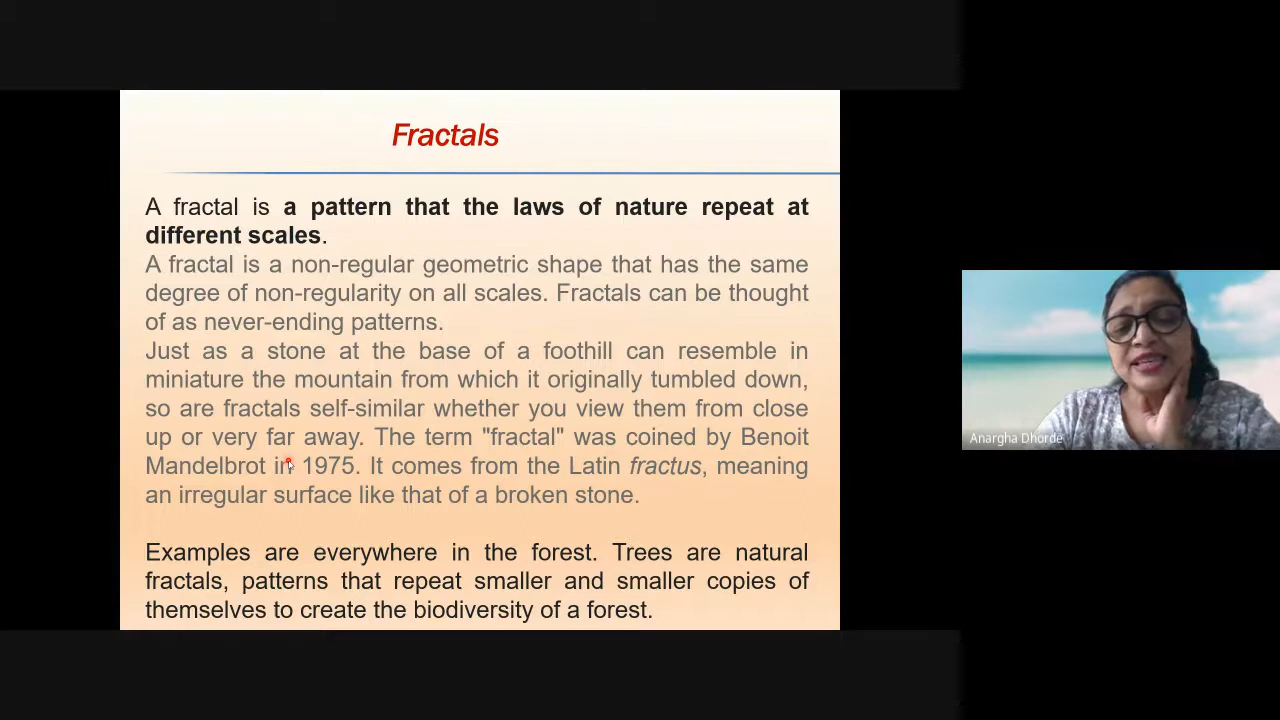 Fractals
A fractal is a pattern that the laws of nature repeat at
different scales.
A fractal is a non-regular geometric shape that has the same
degree of non-regularity on all scales. Fractals can be thought
of as never-ending patterns.
Just as a stone at the base of a foothill can resemble in
miniature the mountain from which it originally tumbled down,
so are fractals self-similar whether you view them from close
up or very far away. The term "fractal" was coined by Benoit
Mandelbrot in 1975. It comes from the Latin fractus, meaning
an irregular surface like that of a broken stone.
Examples are everywhere in the forest. Trees are natural
fractals, patterns that repeat smaller and smaller copies of
themselves to create the biodiversity of a forest.
Anargha Dhorde